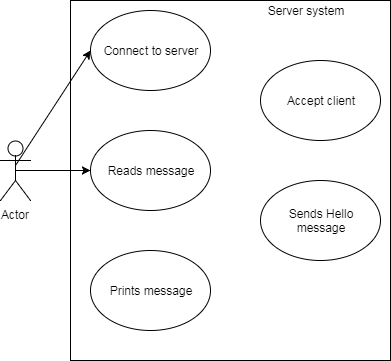 Server system
Connect to server
Accept client
Reads message
Actor
Sends Hello
message
Prints message